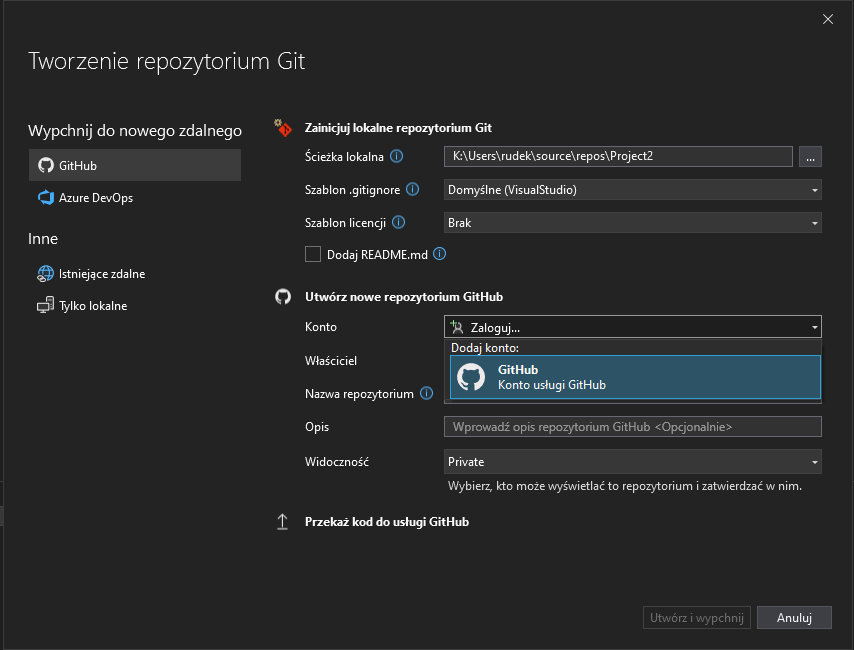 Tworzenie repozytorium Git
Wypchnij do nowego zdalnego
GitHub
Azure DevOps
Inne
Istniejące zdalne
Tylko lokalne
Zainicjuj lokalne repozytorium Git
Ścieżka lokalna
K:\Users\rudek\source\repos\Project2
...
Szablon .gitignore
Domyślne (VisualStudio)
Szablon licencji
Brak
Dodaj README.md
Utwórz nowe repozytorium GitHub
Konto
Zaloguj...
Dodaj konto:
GitHub
Konto usługi GitHub
Właściciel
Nazwa repozytorium
Opis
Wprowadź opis repozytorium GitHub <Opcjonalnie>
Widoczność
Private
Wybierz, kto może wyświetlać to repozytorium i zatwierdzać w nim.
Przekaż kod do usługi GitHub
Utwórz i wypchnij
Anuluj